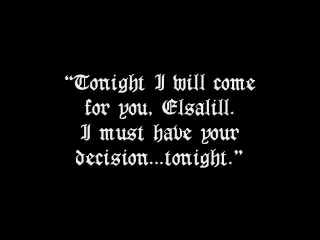 “Tonight I will come
for you, Elsalill.
I must have your
decision...tonight.”